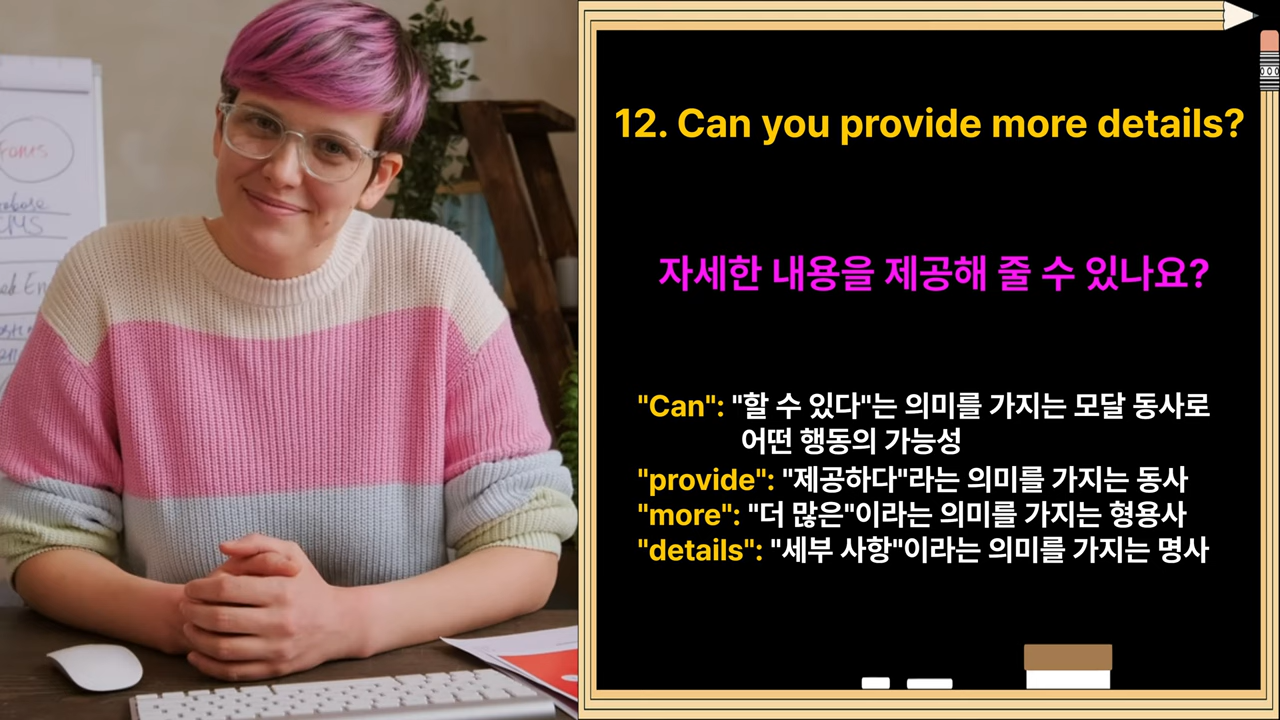 Forms
12. Can you provide more details?
자세한 내용을 제공해 줄 수 있나요?
"Can": "할 수 있다"는 의미를 가지는 모달 동사로
어떤 행동의 가능성
"provide": "제공하다"라는 의미를 가지는 동사
"more": "더 많은"이라는 의미를 가지는 형용사
"details": "세부 사항"이라는 의미를 가지는 명사